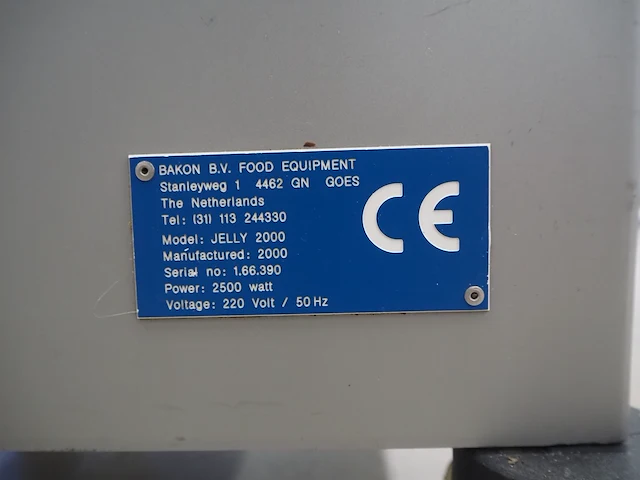 BAKON B.V. FOOD EQUIPMENT
Stanleyweg 1 4462 GN GOES
The Netherlands
Tel: (31) 113 244330
Model: JELLY 2000
Manufactured: 2000
Serial no: 1.66.390
Power: 2500 watt
Voltage: 220 Volt / 50 Hz
CE